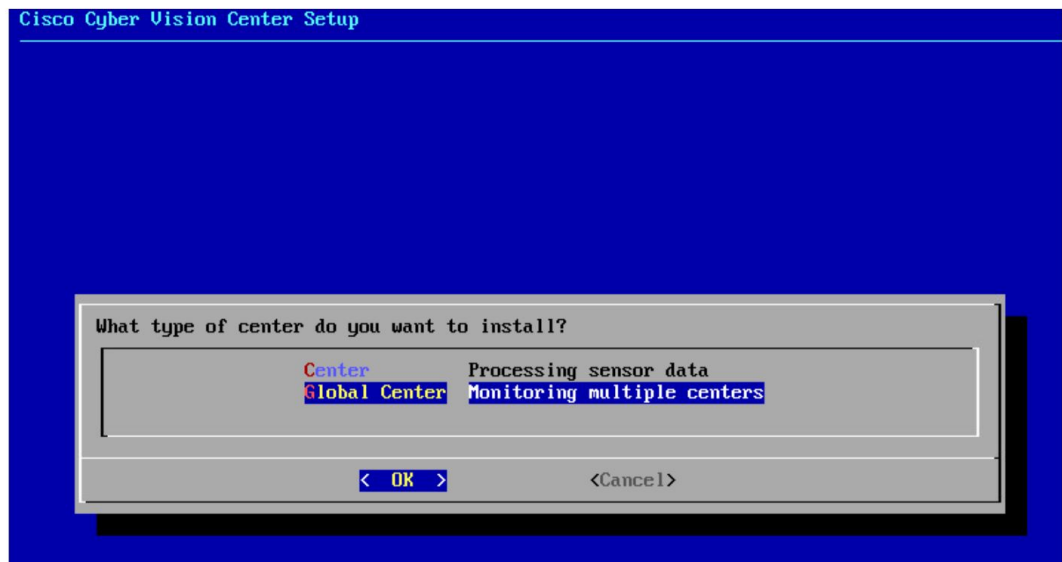 Cisco Cyber Vision Center Setup
What type of center do you want to install?
Center Processing sensor data
Global Center Monitoring multiple centers
< OK > <Cancel>